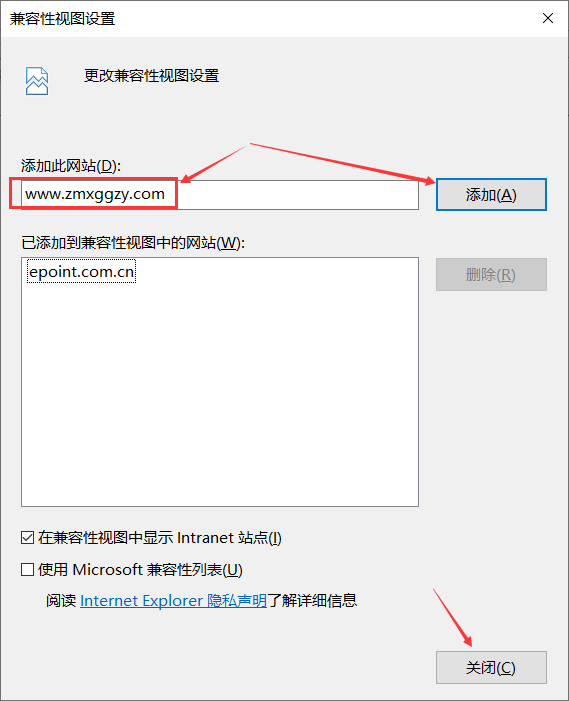 兼容性视图设置
更改兼容性视图设置
添加此网站(D):
www.zmxggzy.com
添加(A)
已添加到兼容性视图中的网站(W):
epoint.com.cn
删除(R)
在兼容性视图中显示 Intranet 站点(I)
使用 Microsoft 兼容性列表(U)
阅读 Internet Explorer 隐私声明了解详细信息
关闭(C)